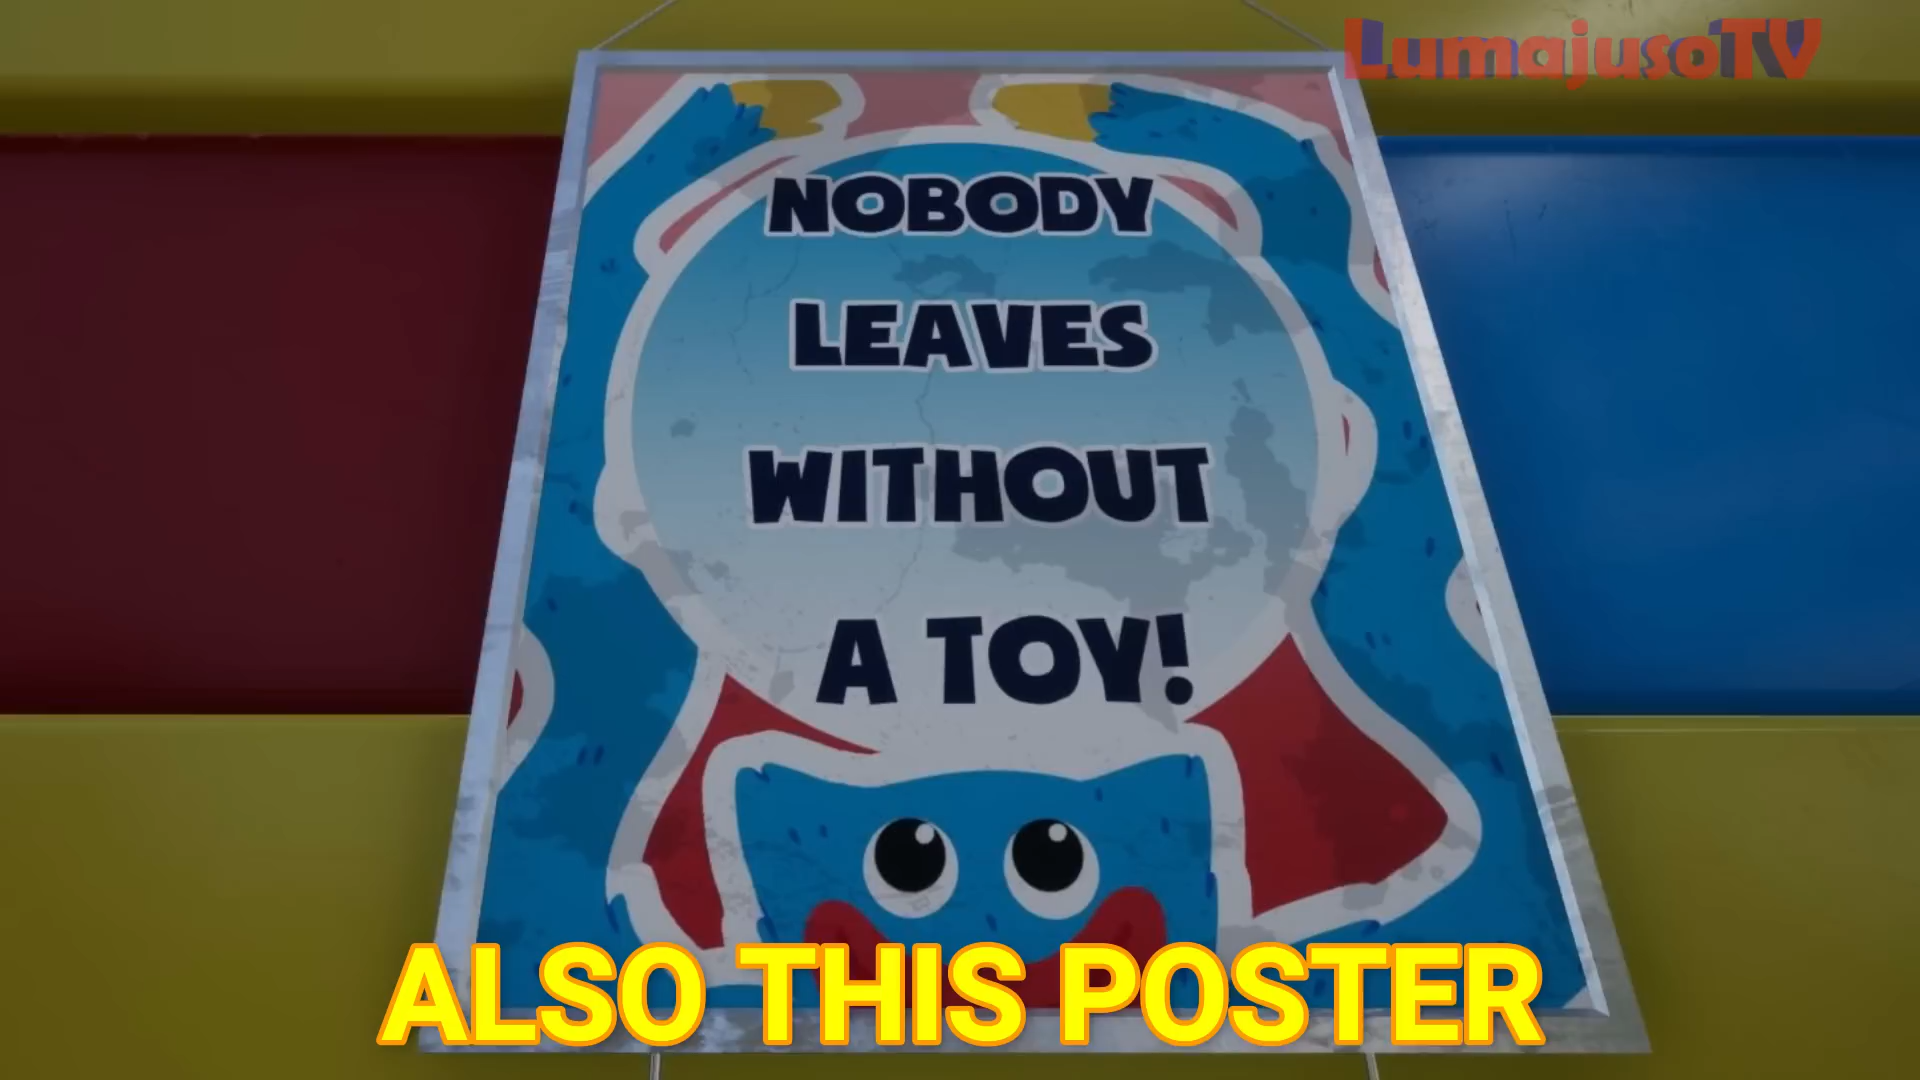 LumajusoTV
NOBODY
LEAVES
WITHOUT
A TOY!
ALSO THIS POSTER